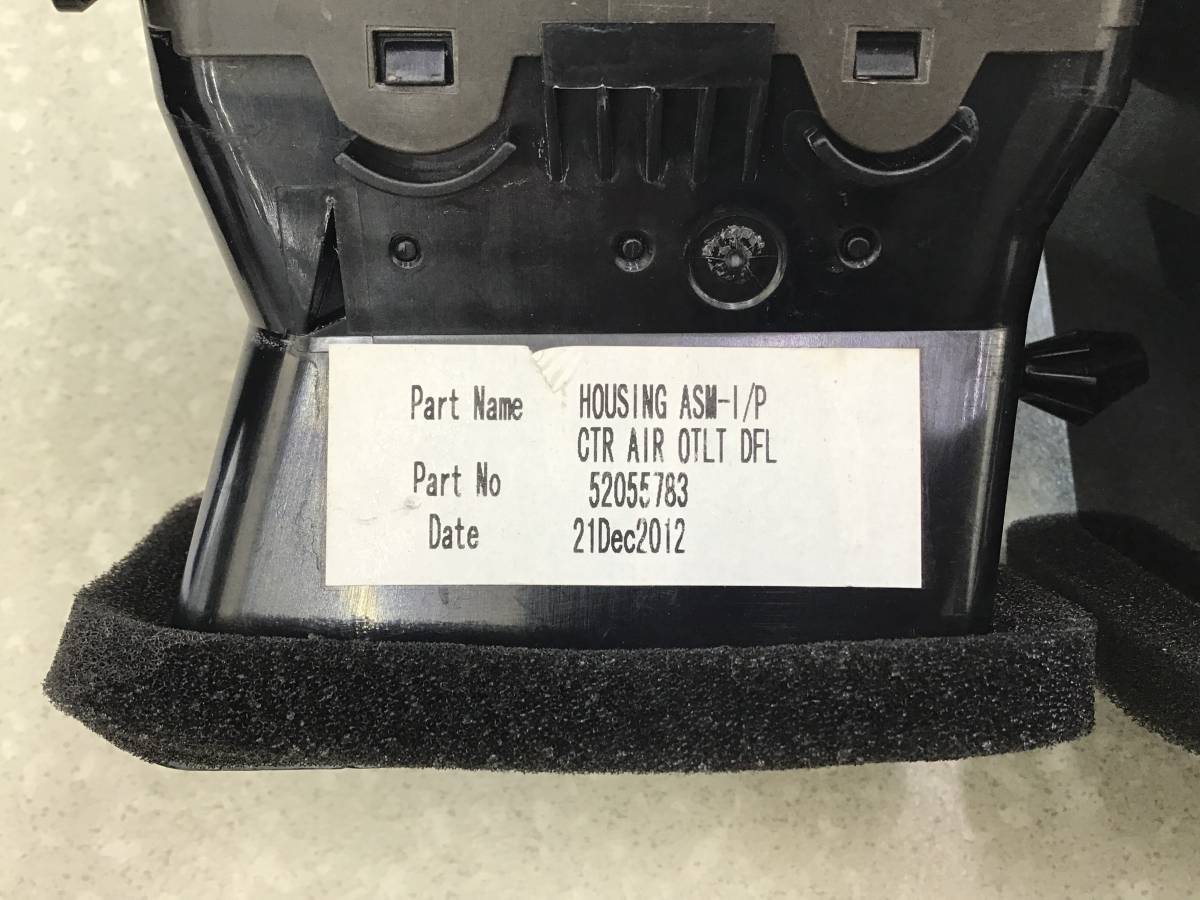 Part Name HOUSING ASM-I/P
CTR AIR OTLT DFL
Part No 52055783
Date 21Dec2012